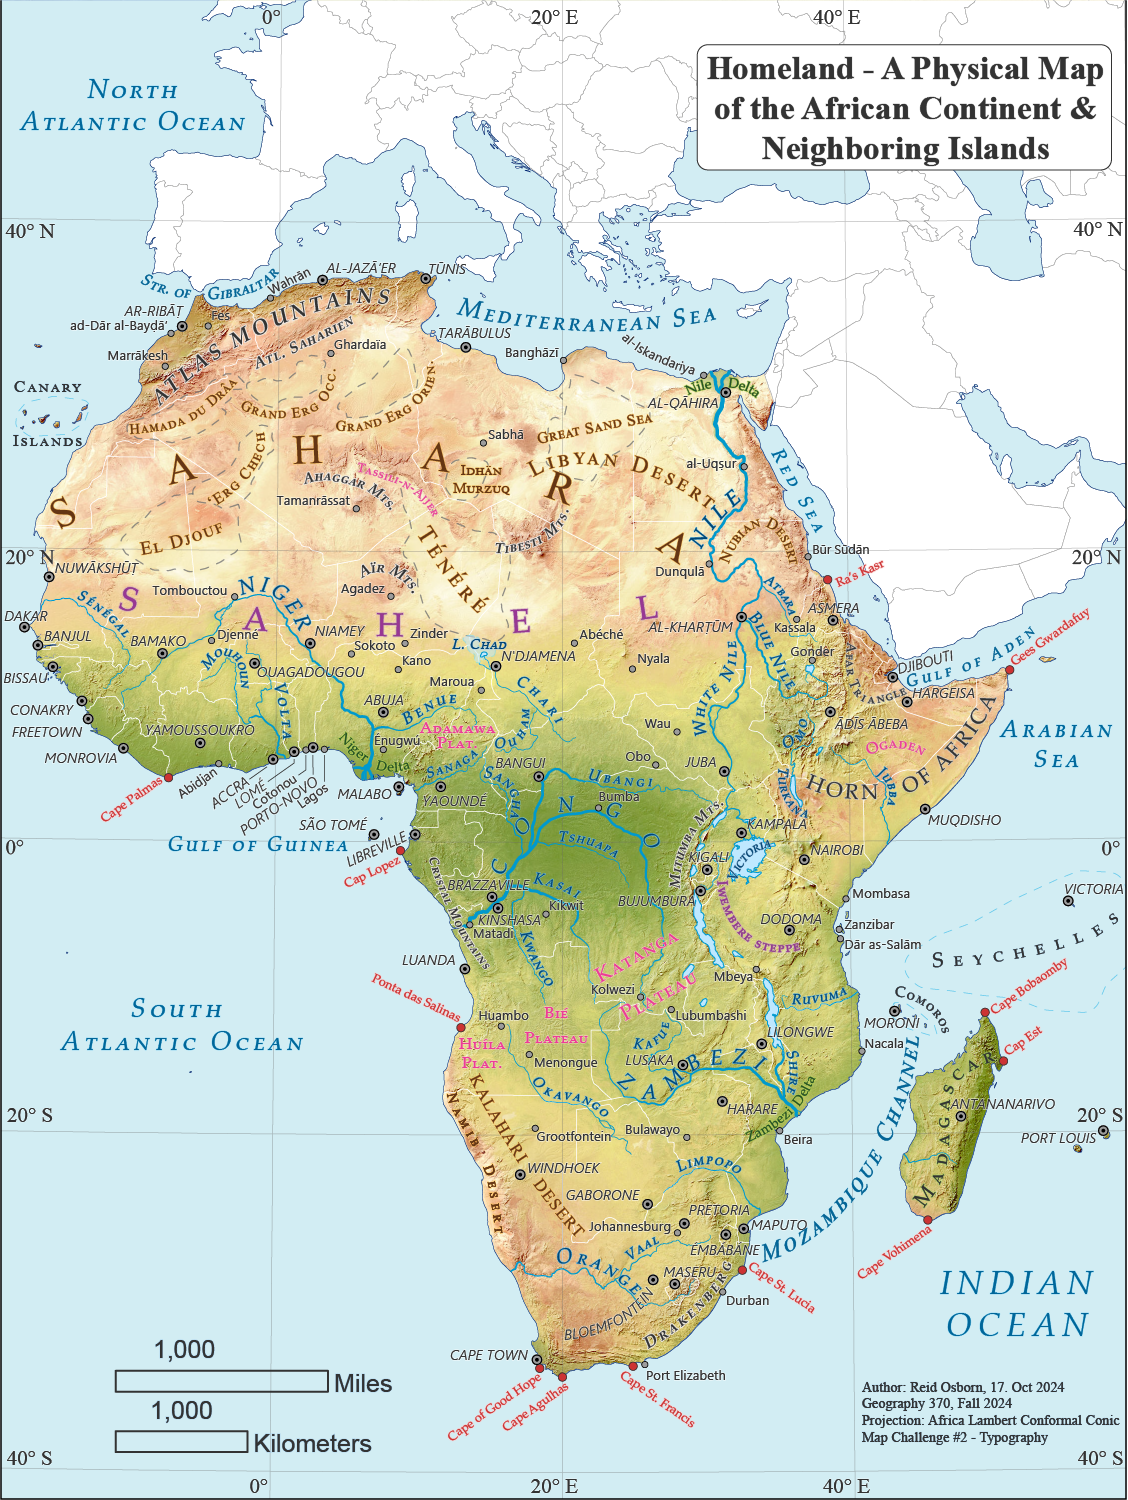 0°
20° E
40° E
Homeland - A Physical Map
of the African Continent &
Neighboring Islands
NORTH
ATLANTIC OCEAN
40° N
40° N
STR. OF GIBRALTAR
Wahrān
AL-JAZĀ'ER
TŪNIS
AR-RIBĀT
Fès
ad-Dār al-Bayḍā'
ATLAS MOUNTAINS
ATL. SAHARIEN
MEDITERRANEAN SEA
TARĀBULUS
Marrākesh
Ghardaïa
Banghāzī
al-Iskandariya
CANARY
ISLANDS
Nile Delta
AL-QĀHIRA
HAMADA DU DRÂA
GRAND ERG OCC.
GRAND ERG ORIEN.
GREAT SAND SEA
Sabhā
SAHARA
'ERG CHECH
TASSILI-N-AJJER
AHAGGAR MTS.
IDHĀN
MURZUQ
LIBYAN DESERT
al-Uqṣur
RED SEA
Tamanrāssat
NILE
EL DJOUF
TÉNÉRÉ
TIBESTI MTS.
NUBIAN DESERT
20° N
20° N
Būr Sūdān
NUWĀKSHŪT
AÏR MTS.
Dunqulā
Ra's Kasr
Tombouctou
NIGER
Agadez
SAHEL
ATBARA
ASMERA
SÉNÉGAL
DAKAR
BANJUL
BAMAKO
Djenné
NIAMEY
Zinder
L. CHAD
Abéché
AL-KHARṬŪM
Kassala
GULF OF ADEN
Gees Gwardafuy
BISSAU
MOUHOUN
OUAGADOUGOU
Sokoto
Kano
N'DJAMENA
Nyala
WHITE NILE
BLUE NILE
Gonder
AFAR TRIANGLE
DJIBOUTI
HARGEISA
CONAKRY
FREETOWN
VOLTA
Maroua
ABUJA
BENUE
CHARI
ADAMAWA
PLAT.
Wau
OMO
ĀDĪS ĀBEBA
OGADEN
ARABIAN
SEA
MONROVIA
YAMOUSSOUKRO
Énugwú
OUHAM
Niger Delta
SANAGA
BANGUI
Obo
JUBA
HORN OF AFRICA
Cape Palmas
Abidjan
ACCRA
LOMÉ
Cotonou
PORTO-NOVO
Lagos
MALABO
YAOUNDÉ
SANGHA
UBANGI
Bumba
TURKANA
JUBBA
CONGO
MUQDISHO
SÃO TOMÉ
GULF OF GUINEA
LIBREVILLE
Cap Lopez
TSHUAPA
MITUMBA MTS.
KAMPALA
KIGALI
VICTORIA
NAIROBI
0°
0°
CRYSTAL MOUNTAINS
BRAZZAVILLE
KINSHASA
KASAI
Kikwit
BUJUMBURA
IWEMBERE STEPPE
Mombasa
VICTORIA
Matadi
KWANGO
DODOMA
Zanzibar
Dār as-Salām
SEYCHELLES
LUANDA
KATANGA
PLATEAU
Mbeya
Ponta das Salinas
Kolwezi
RUVUMA
COMOROS
Cape Bobaomby
SOUTH
ATLANTIC OCEAN
Huambo
BIÉ
PLATEAU
Lubumbashi
MORONI
HUÍLA
PLAT.
Menongue
KAFUE
LUSAKA
LILONGWE
Nacala
Cap Est
ZAMBEZI
SHIRE
OKAVANGO
HARARE
Zambezi Delta
MADAGASCAR
ANTANANARIVO
20° S
20° S
KALAHARI DESERT
NAMIB DESERT
Grootfontein
Bulawayo
Beira
PORT LOUIS
WINDHOEK
LIMPOPO
GABORONE
MOZAMBIQUE CHANNEL
PRETORIA
Johannesburg
MAPUTO
EMBABANE
Cape Vohimena
ORANGE
VAAL
MASERU
Cape St. Lucia
BLOEMFONTEIN
Durban
DRAKENBERG
INDIAN
OCEAN
CAPE TOWN
Port Elizabeth
Cape of Good Hope
Cape Agulhas
Cape St. Francis
1,000
Miles
1,000
Kilometers
Author: Reid Osborn, 17. Oct 2024
Geography 370, Fall 2024
Projection: Africa Lambert Conformal Conic
Map Challenge #2 - Typography
40° S
40° S
0°
20° E
40° E